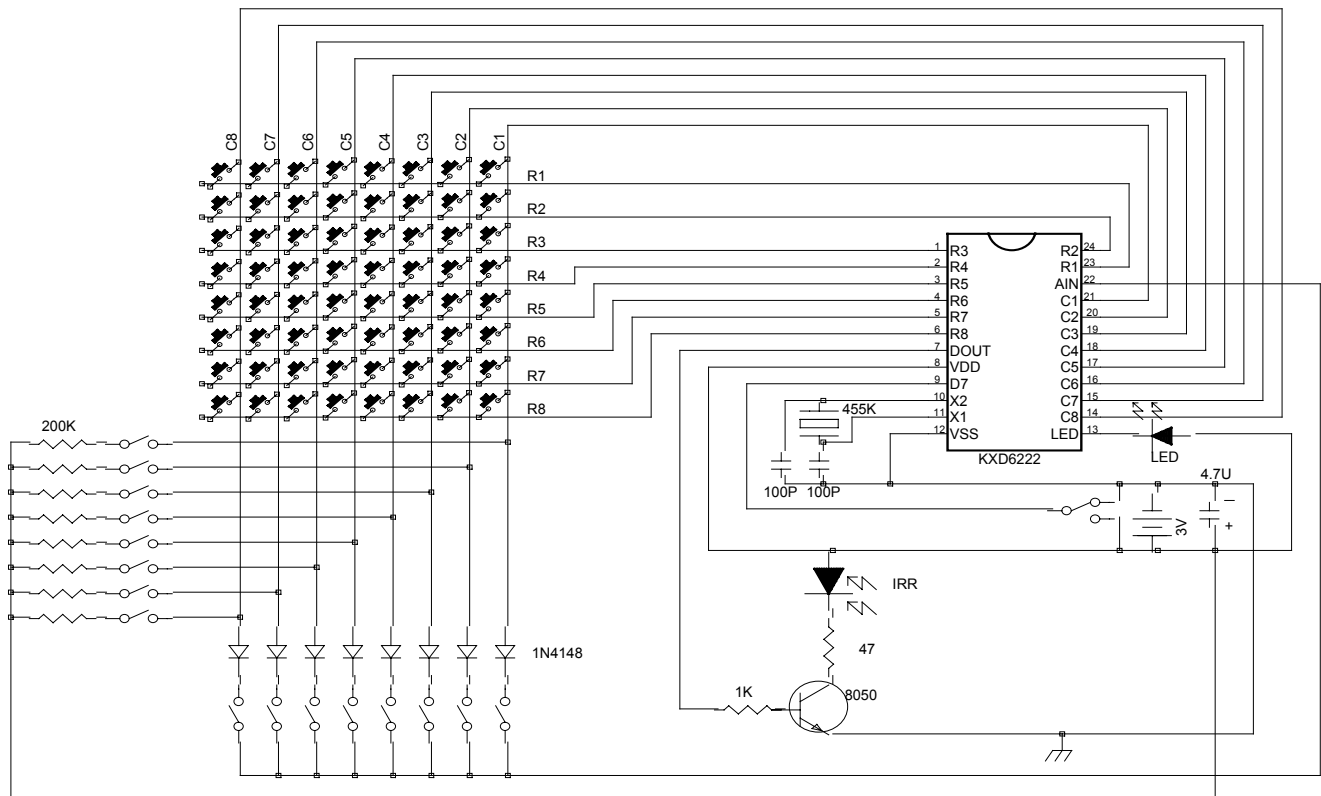 C8 C7 C6 C5 C4 C3 C2 C1
R1
R2
R3
R4
R5
R6
R7
R8
1 R3 R2 24
2 R4 R1 23
3 R5 AIN 22
4 R6 C1 21
5 R7 C2 20
6 R8 C3 19
7 DOUT C4 18
8 VDD C5 17
9 D7 C6 16
10 X2 C7 15
11 X1 C8 14
12 VSS LED 13
KXD6222
455K
LED
200K
100P 100P
4.7U
3V
–
+
IRR
47
1N4148
1K
8050